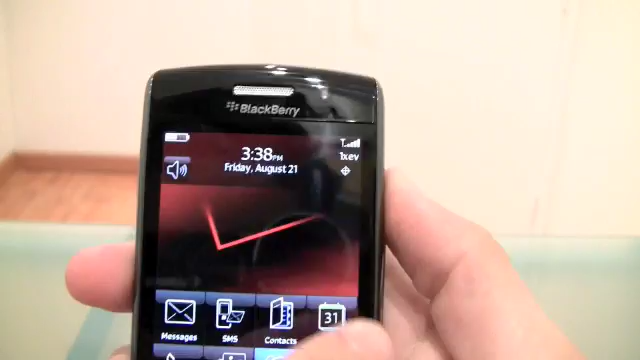 BlackBerry
3:38PM
1xev
Friday, August 21
31
Messages
SMS
Contacts